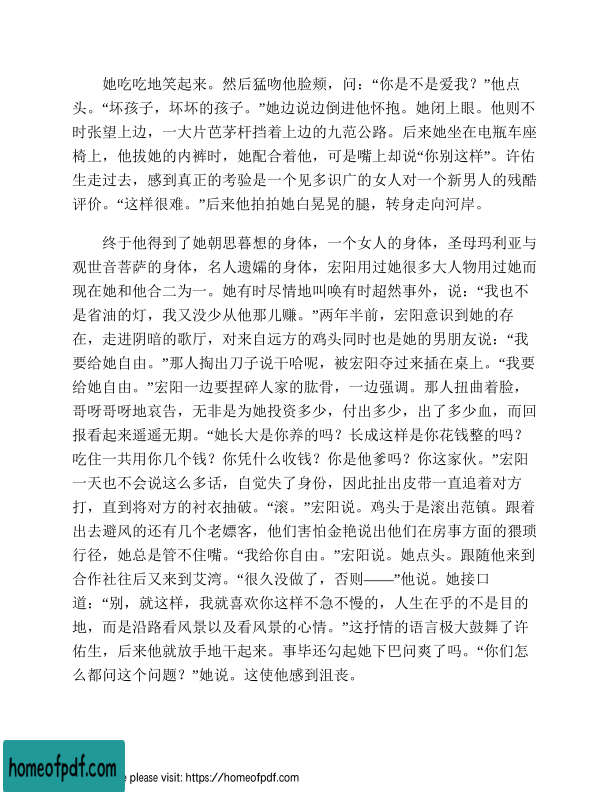 她吃吃地笑起来。然后猛吻他脸颊，问：“你是不是爱我？”他点
头。“坏孩子，坏坏的孩子。”她边说边倒进他怀抱。她闭上眼。他则不
时张望上边，一大片芭茅杆挡着上边的九范公路。后来她坐在电瓶车座
椅上，他拔她的内裤时，她配合着他，可是嘴上却说“你别这样”。许佑
生走过去，感到真正的考验是一个见多识广的女人对一个新男人的残酷
评价。“这样很难。”后来他拍拍她白晃晃的腿，转身走向河岸。
终于他得到了她朝思暮想的身体，一个女人的身体，圣母玛利亚与
观世音菩萨的身体，名人遗孀的身体，宏阳用过她很多大人物用过她而
现在她和他合二为一。她有时尽情地叫唤有时超然事外，说：“我也不
是省油的灯，我又没少从他那儿赚。”两年半前，宏阳意识到她的存
在，走进阴暗的歌厅，对来自远方的鸡头同时也是她的男朋友说：“我
要给她自由。”那人掏出刀子说干哈呢，被宏阳夺过来插在桌上。“我要
给她自由。”宏阳一边要捏碎人家的肱骨，一边强调。那人扭曲着脸，
哥呀哥呀地哀告，无非是为她投资多少，付出多少，出了多少血，而回
报看起来遥遥无期。“她长大是你养的吗？长成这样是你花钱整的吗？
吃住一共用你几个钱？你凭什么收钱？你是他爹吗？你这家伙。”宏阳
一天也不会说这么多话，自觉失了身份，因此扯出皮带一直追着对方
打，直到将对方的衬衣抽破。“滚。”宏阳说。鸡头于是滚出范镇。跟着
出去避风的还有几个老嫖客，他们害怕金艳说出他们在房事方面的猥琐
行径，她总是管不住嘴。“我给你自由。”宏阳说。她点头。跟随他来到
合作社往后又来到艾湾。“很久没做了，否则——”他说。她接口
道：“别，就这样，我就喜欢你这样不急不慢的，人生在乎的不是目的
地，而是沿路看风景以及看风景的心情。”这抒情的语言极大鼓舞了许
佑生，后来他就放手地干起来。事毕还勾起她下巴问爽了吗。“你们怎
么都问这个问题？”她说。这使他感到沮丧。
homeofpdf.com
e please visit: https://homeofpdf.com